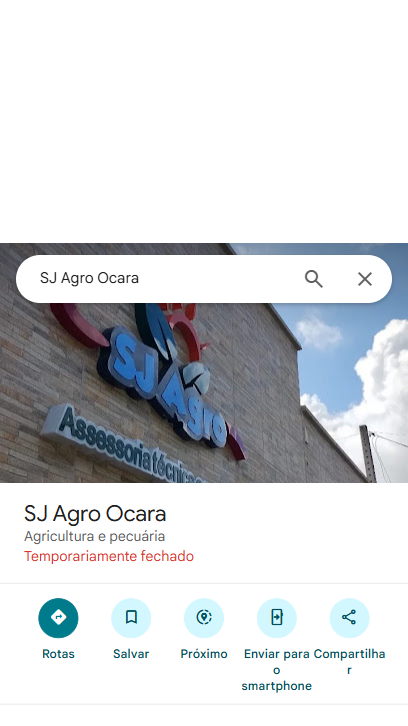 SJ Agro Ocara
SJ Agro
Assessoria técnica
SJ Agro Ocara
Agricultura e pecuária
Temporariamente fechado
Rotas
Salvar
Próximo
Enviar para
o
smartphone
Compartilha
r